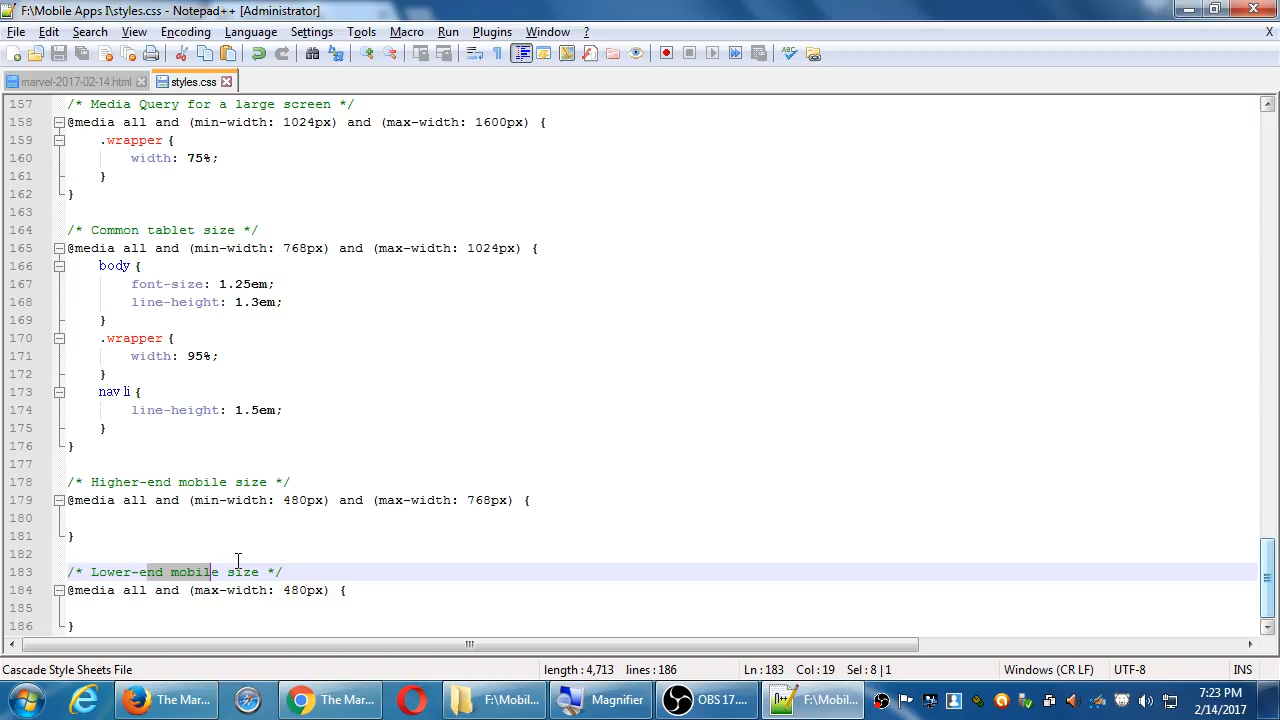 F:\Mobile Apps I\styles.css - Notepad++ [Administrator]
File Edit Search View Encoding Language Settings Tools Macro Run Plugins Window ? X
marvel-2017-02-14.html styles.css
157 /* Media Query for a large screen */
158 @media all and (min-width: 1024px) and (max-width: 1600px) {
159 .wrapper {
160 width: 75%;
161 }
162 }
163
164 /* Common tablet size */
165 @media all and (min-width: 768px) and (max-width: 1024px) {
166 body {
167 font-size: 1.25em;
168 line-height: 1.3em;
169 }
170 .wrapper {
171 width: 95%;
172 }
173 nav li {
174 line-height: 1.5em;
175 }
176 }
177
178 /* Higher-end mobile size */
179 @media all and (min-width: 480px) and (max-width: 768px) {
180
181 }
182
183 /* Lower-end mobile size */
184 @media all and (max-width: 480px) {
185
186 }
Cascade Style Sheets File length : 4,713 lines : 186 Ln : 183 Col : 19 Sel : 8 | 1 Windows (CR LF) UTF-8 INS
The Mar... The Mar... F:\Mobil... Magnifier OBS 17.... F:\Mobil... 7:23 PM
2/14/2017